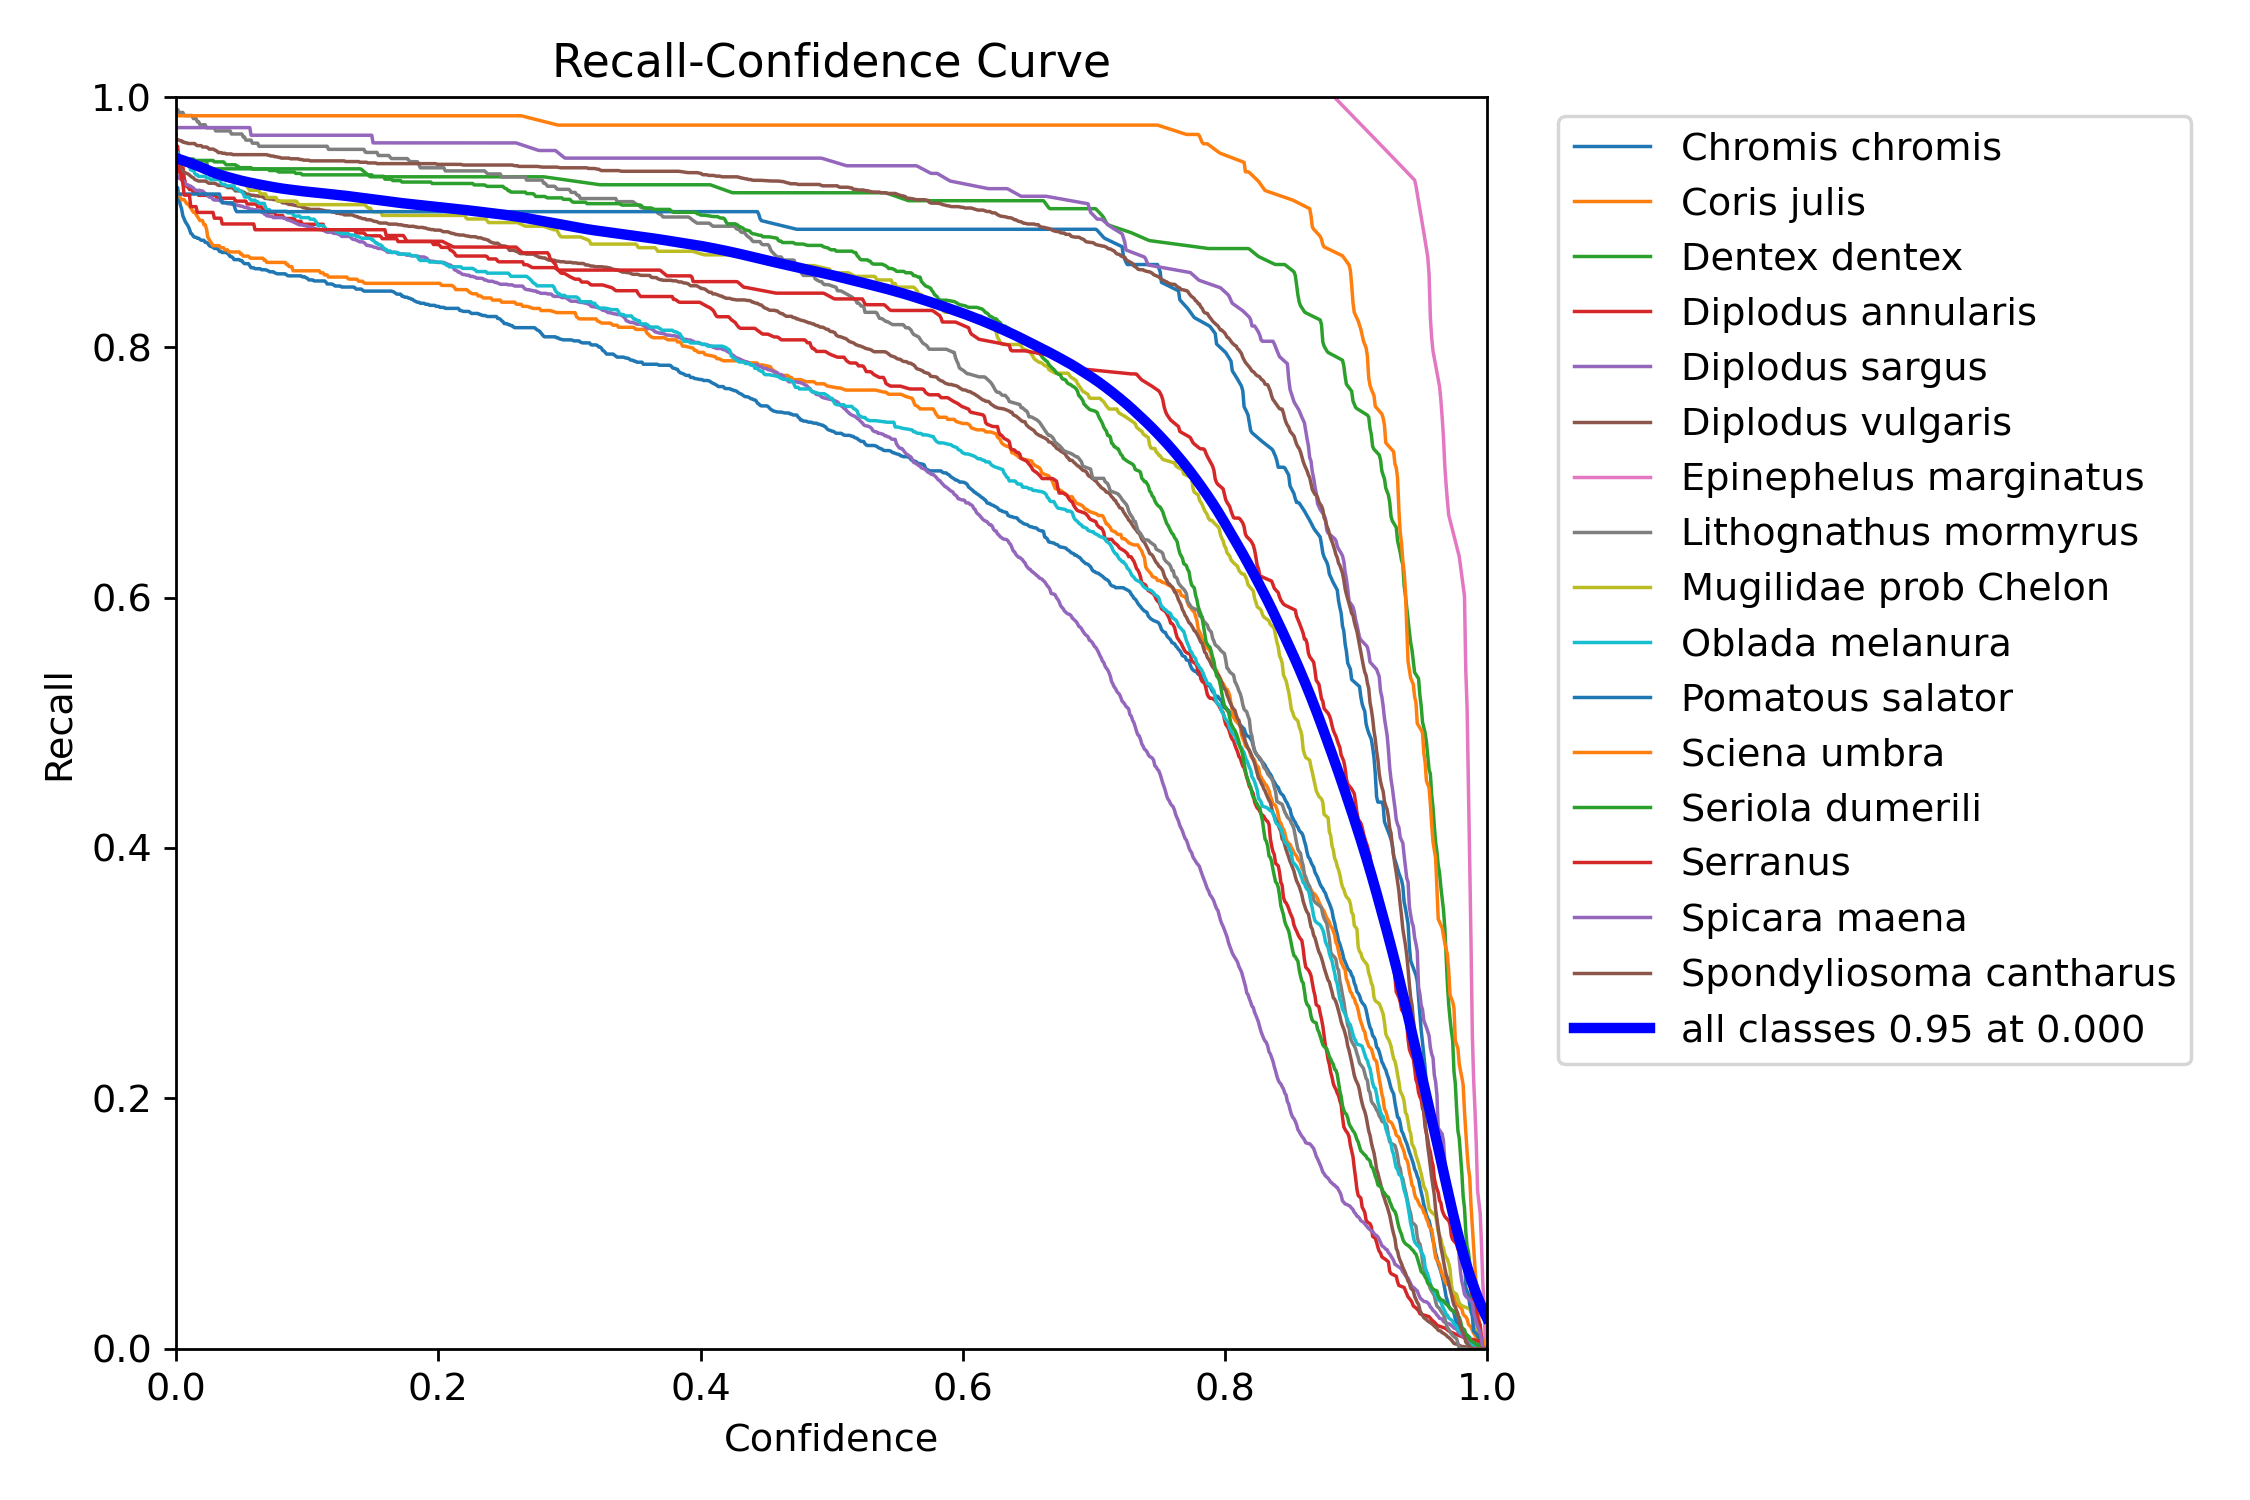 Recall-Confidence Curve
1.0
0.8
0.6
0.4
0.2
0.0
Recall
0.0 0.2 0.4 0.6 0.8 1.0
Confidence
Chromis chromis
Coris julis
Dentex dentex
Diplodus annularis
Diplodus sargus
Diplodus vulgaris
Epinephelus marginatus
Lithognathus mormyrus
Mugilidae prob Chelon
Oblada melanura
Pomatous salator
Sciena umbra
Seriola dumerili
Serranus
Spicara maena
Spondyliosoma cantharus
all classes 0.95 at 0.000